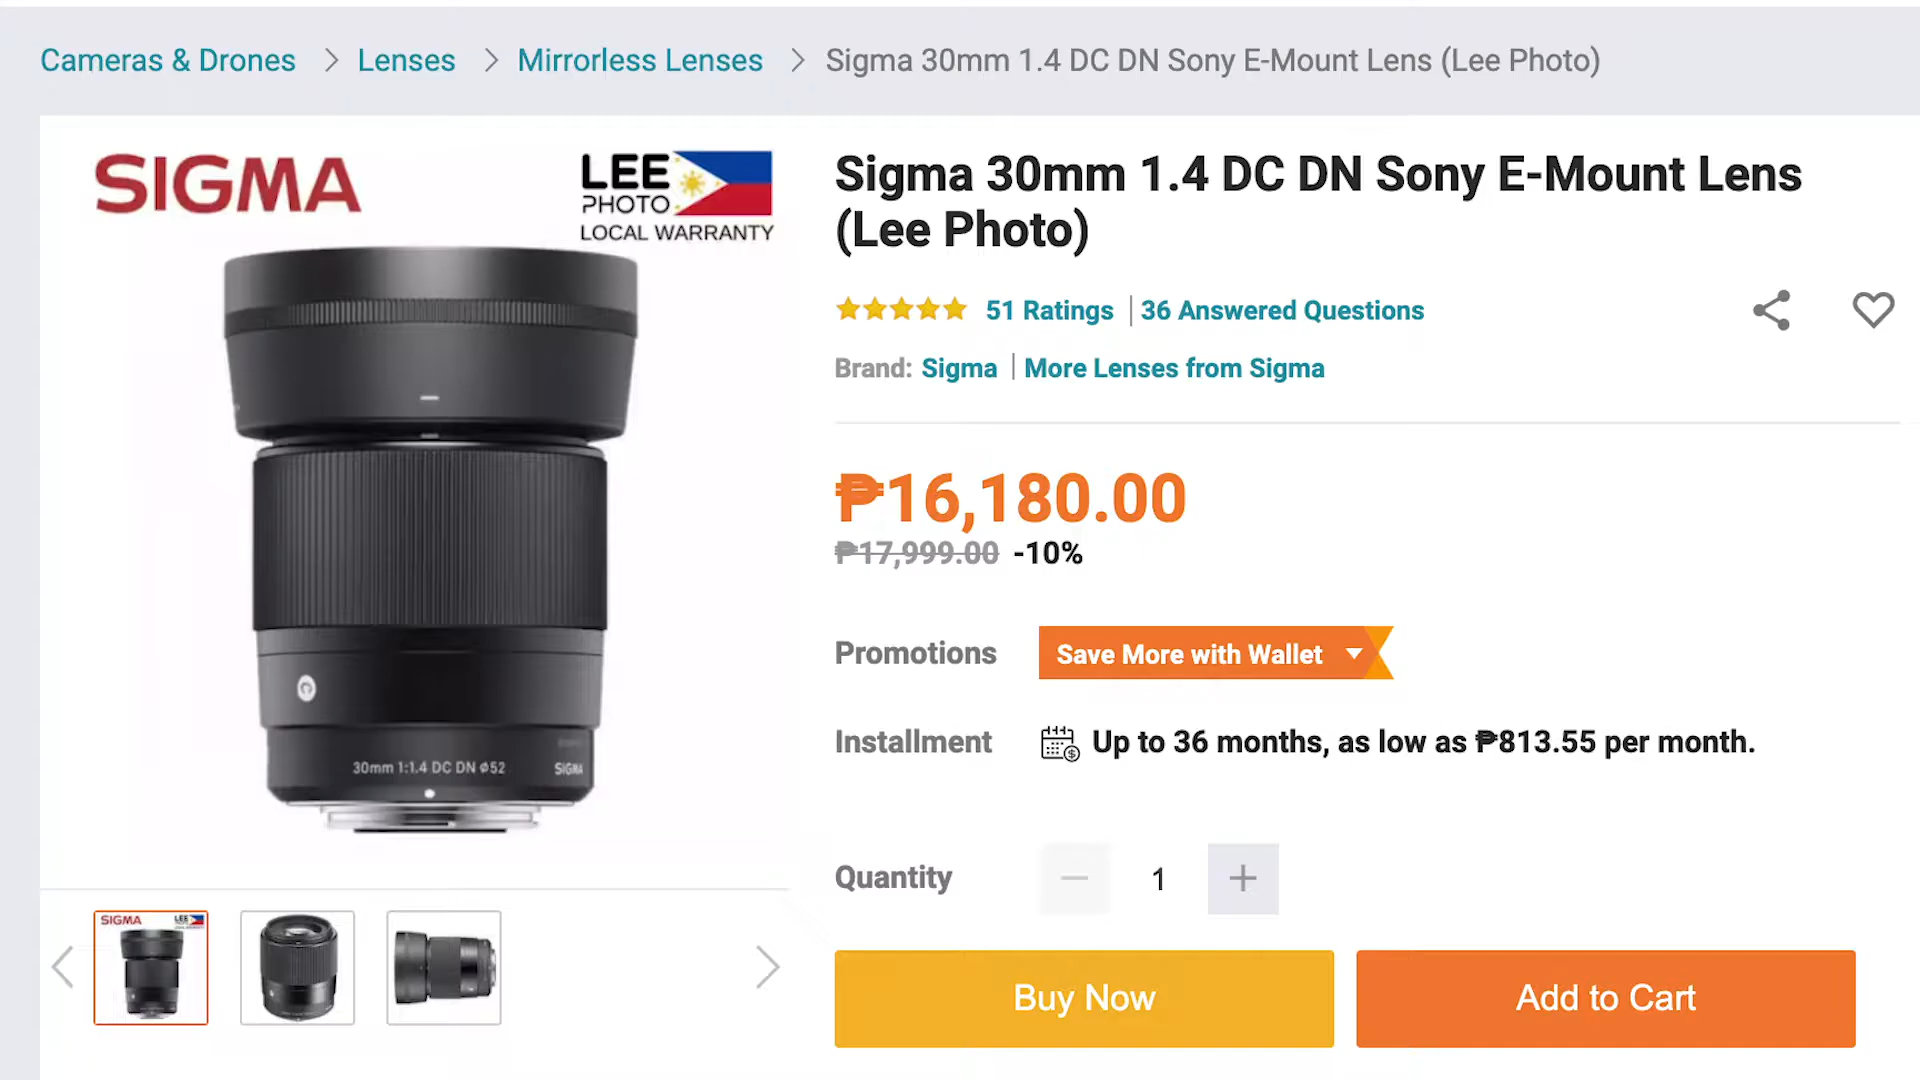 Cameras & Drones > Lenses > Mirrorless Lenses > Sigma 30mm 1.4 DC DN Sony E-Mount Lens (Lee Photo)
SIGMA
LEE
PHOTO
LOCAL WARRANTY
30mm 1:1.4 DC DN ⌀52
SIGMA
Sigma 30mm 1.4 DC DN Sony E-Mount Lens
(Lee Photo)
51 Ratings | 36 Answered Questions
Brand: Sigma | More Lenses from Sigma
₱16,180.00
₱17,999.00 -10%
Promotions Save More with Wallet
Installment Up to 36 months, as low as ₱813.55 per month.
Quantity − 1 +
SIGMA LEE
Buy Now Add to Cart